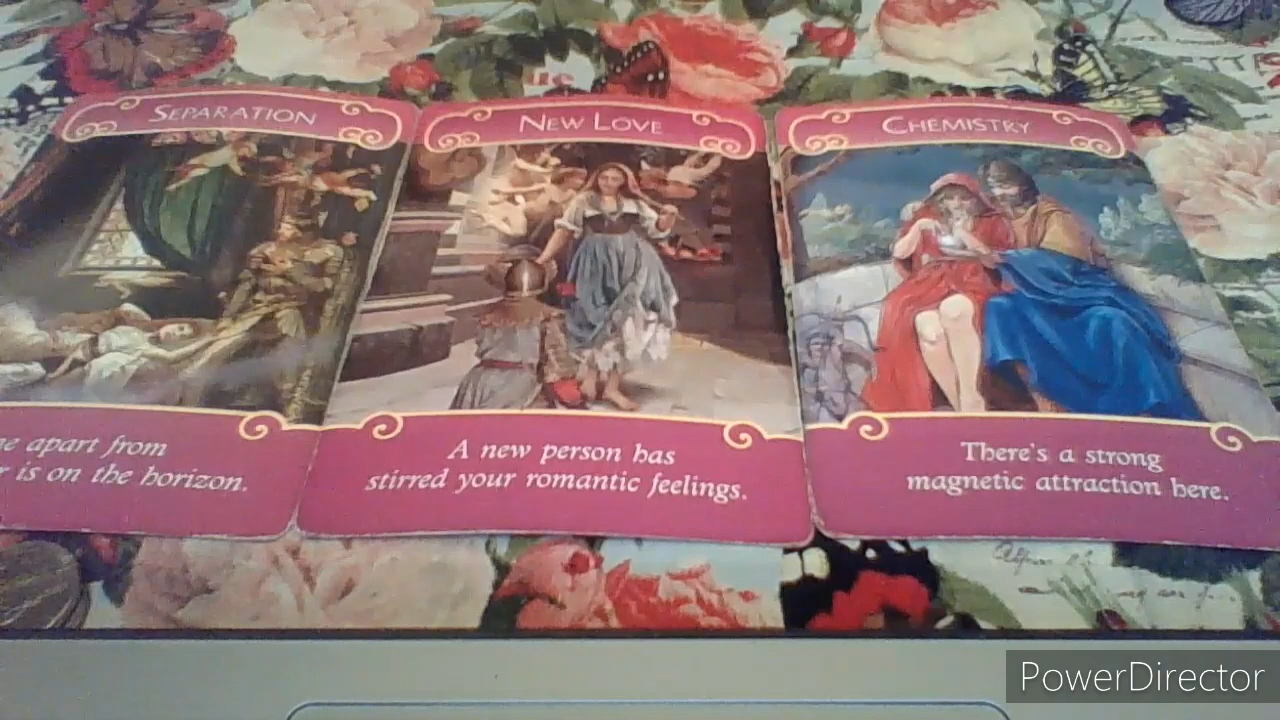 SEPARATION
NEW LOVE
CHEMISTRY
apart from
is on the horizon.
A new person has
stirred your romantic feelings.
There's a strong
magnetic attraction here.
PowerDirector